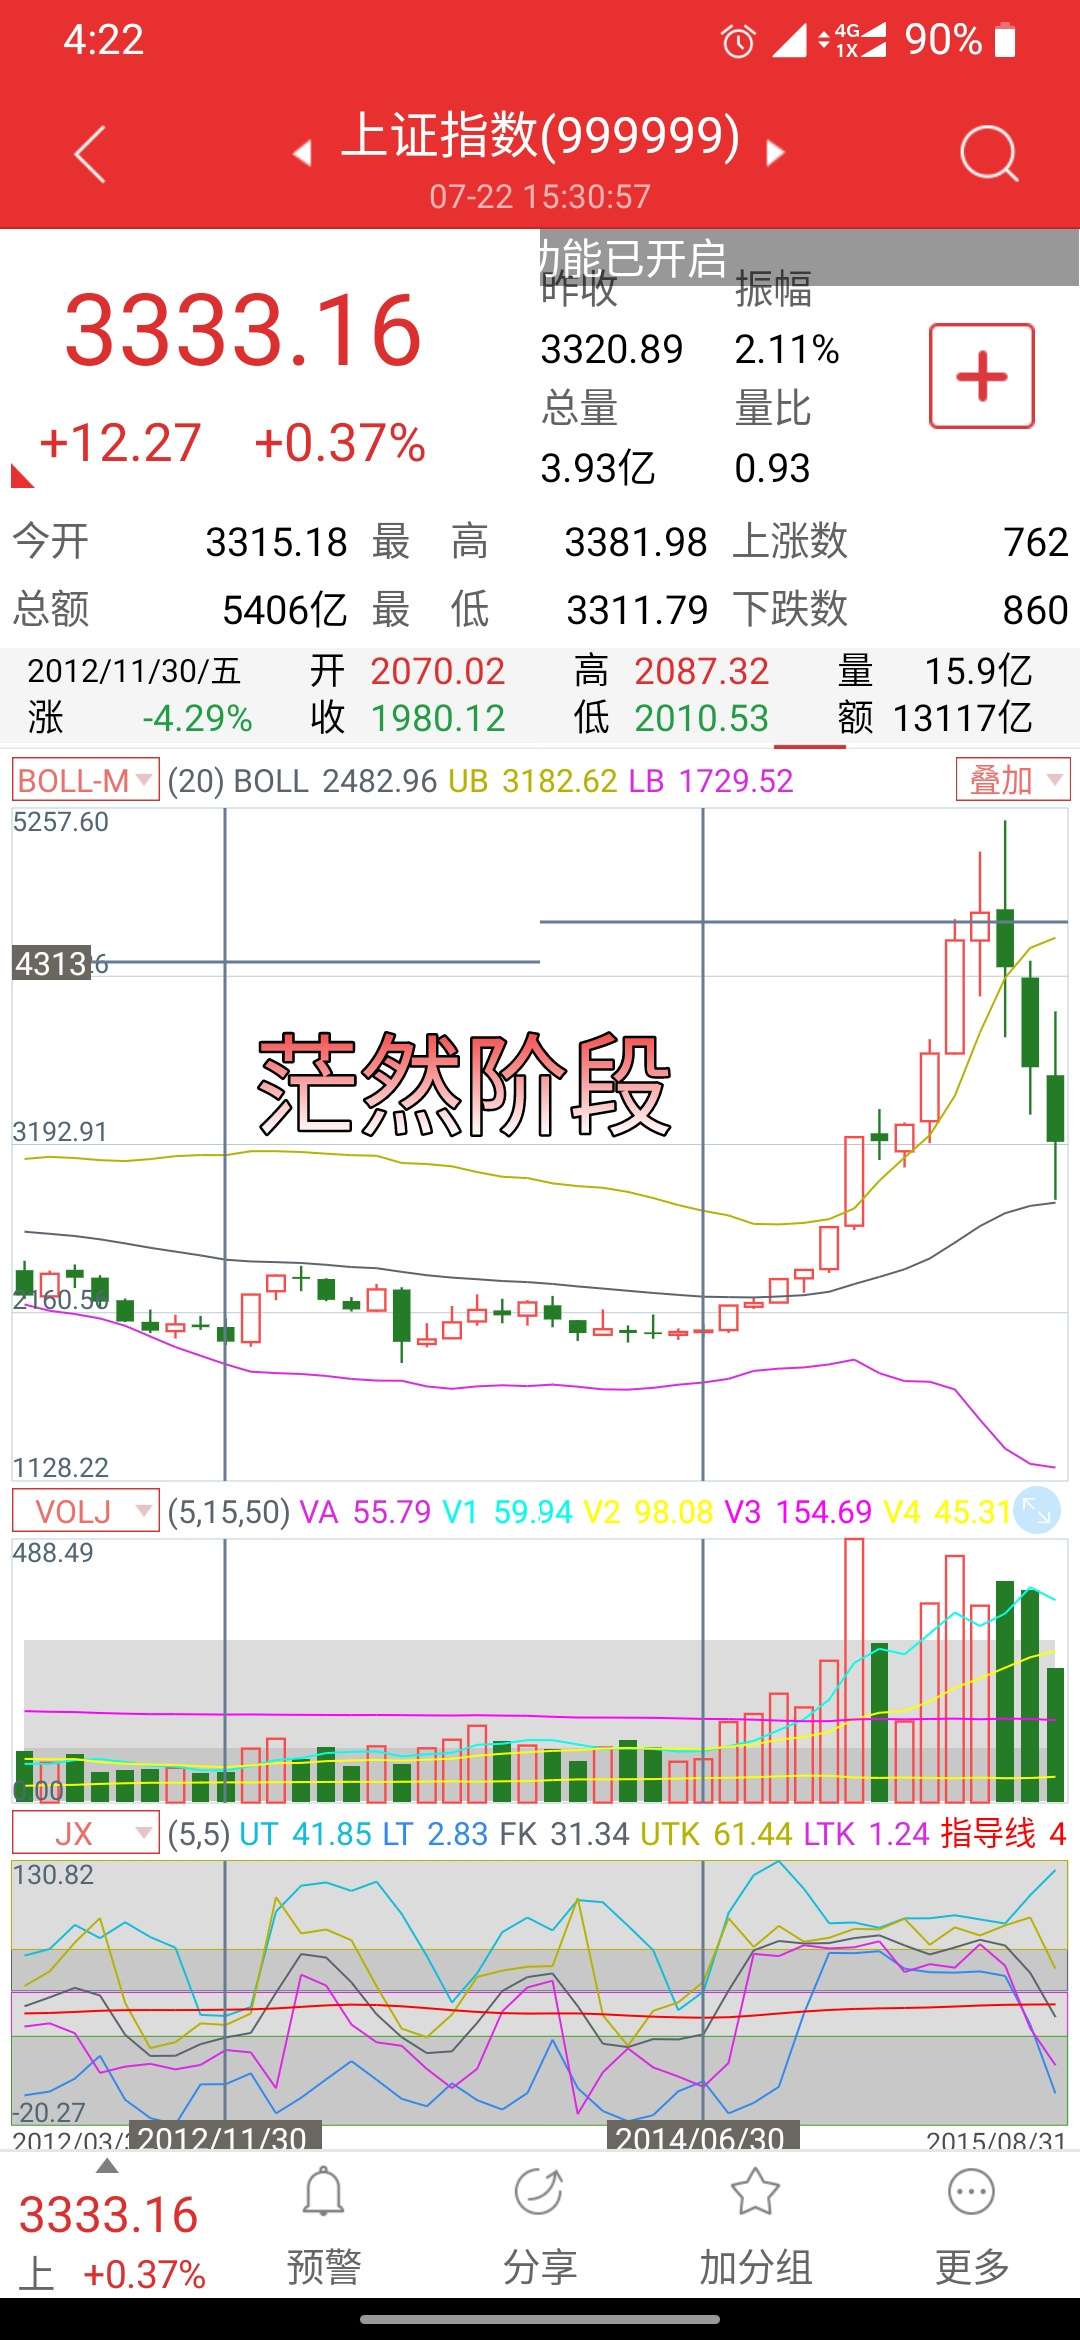 4:22 4G 1X 90%
上证指数(999999)
07-22 15:30:57
功能已开启
3333.16
+12.27 +0.37%
昨收 振幅
3320.89 2.11%
总量 量比
3.93亿 0.93
今开 3315.18 最高 3381.98 上涨数 762
总额 5406亿 最低 3311.79 下跌数 860
2012/11/30/五 开 2070.02 高 2087.32 量 15.9亿
涨 -4.29% 收 1980.12 低 2010.53 额 13117亿
BOLL-M (20) BOLL 2482.96 UB 3182.62 LB 1729.52 叠加
5257.60
4313
茫然阶段
3192.91
2160.56
1128.22
VOLJ (5,15,50) VA 55.79 V1 59.94 V2 98.08 V3 154.69 V4 45.31
488.49
0.00
JX (5,5) UT 41.85 LT 2.83 FK 31.34 UTK 61.44 LTK 1.24 指导线 4
130.82
-20.27
2012/03/ 2012/11/30 2014/06/30 2015/08/31
3333.16
上 +0.37% 预警 分享 加分组 更多